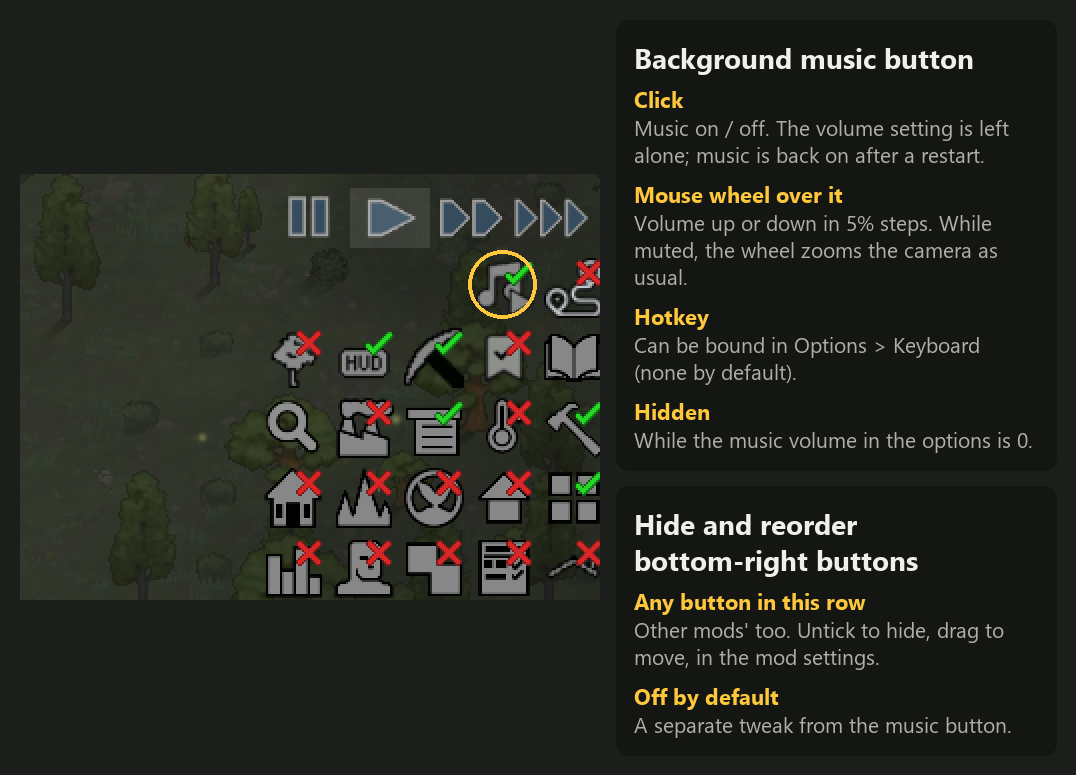 HUD
Background music button
Click
Music on / off. The volume setting is left
alone; music is back on after a restart.
Mouse wheel over it
Volume up or down in 5% steps. While
muted, the wheel zooms the camera as
usual.
Hotkey
Can be bound in Options > Keyboard
(none by default).
Hidden
While the music volume in the options is 0.
Hide and reorder
bottom-right buttons
Any button in this row
Other mods' too. Untick to hide, drag to
move, in the mod settings.
Off by default
A separate tweak from the music button.